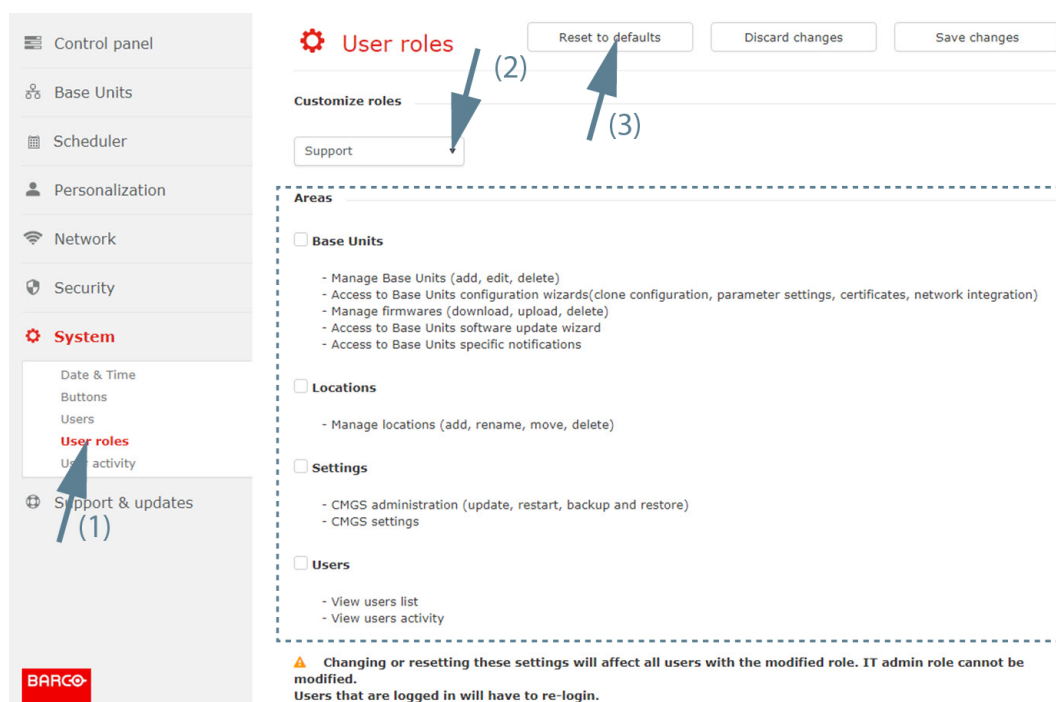 Control panel
Base Units
Scheduler
Personalization
Network
Security
System
Date & Time
Buttons
Users
User roles
User activity
Support & updates
(1)
BARCO
User roles
Reset to defaults
Discard changes
Save changes
(2)
(3)
Customize roles
Support
Areas
Base Units
- Manage Base Units (add, edit, delete)
- Access to Base Units configuration wizards(clone configuration, parameter settings, certificates, network integration)
- Manage firmwares (download, upload, delete)
- Access to Base Units software update wizard
- Access to Base Units specific notifications
Locations
- Manage locations (add, rename, move, delete)
Settings
- CMGS administration (update, restart, backup and restore)
- CMGS settings
Users
- View users list
- View users activity
Changing or resetting these settings will affect all users with the modified role. IT admin role cannot be
modified.
Users that are logged in will have to re-login.